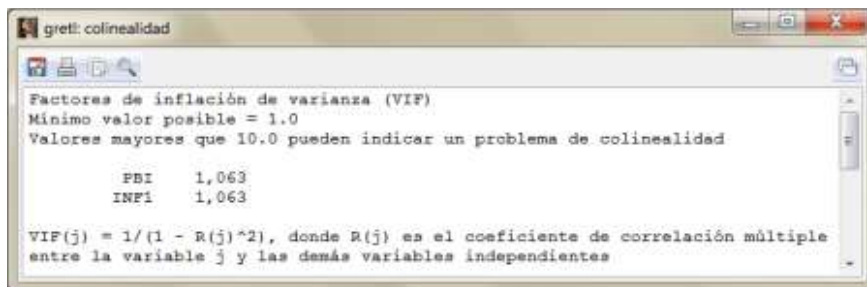 gretl: colinealidad
Factores de inflación de varianza (VIF)
Mínimo valor posible = 1.0
Valores mayores que 10.0 pueden indicar un problema de colinealidad
PBI 1,063
INF1 1,063
VIF(j) = 1/(1 - R(j)^2), donde R(j) es el coeficiente de correlación múltiple
entre la variable j y las demás variables independientes